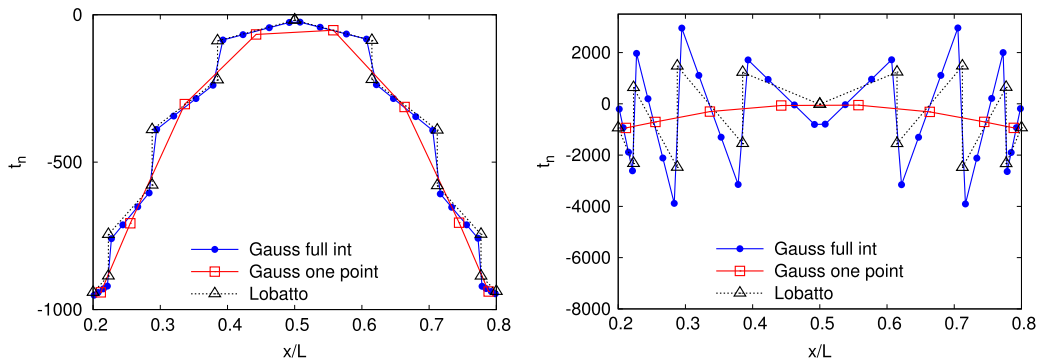 0
-500
-1000
tn
0.2 0.3 0.4 0.5 0.6 0.7 0.8
x/L
Gauss full int
Gauss one point
Lobatto
2000
0
-2000
-4000
-6000
-8000
tn
0.2 0.3 0.4 0.5 0.6 0.7 0.8
x/L
Gauss full int
Gauss one point
Lobatto